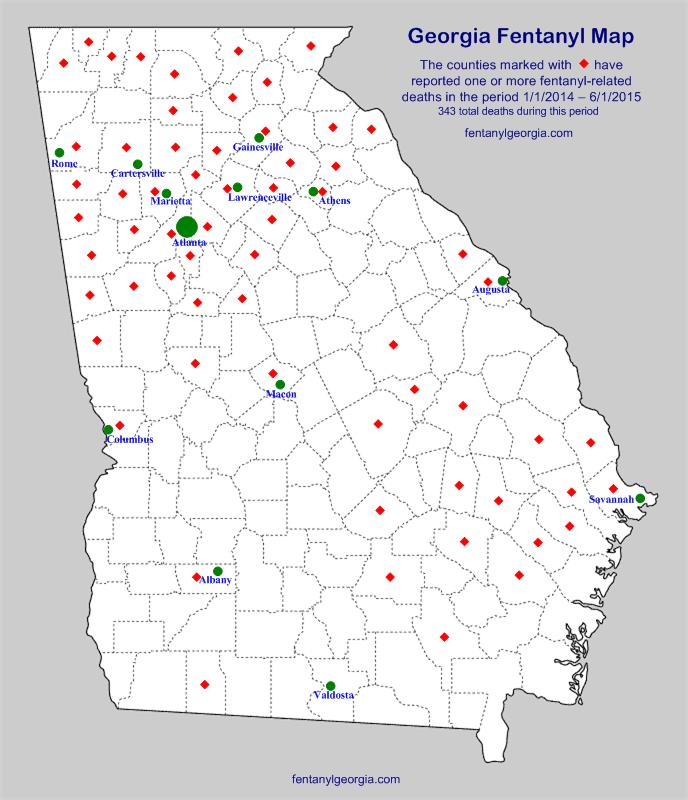 Georgia Fentanyl Map
The counties marked with ♦ have
reported one or more fentanyl-related
deaths in the period 1/1/2014 – 6/1/2015
343 total deaths during this period
fentanylgeorgia.com
Gainesville
Rome
Cartersville
Marietta
Lawrenceville
Athens
Atlanta
Augusta
Macon
Columbus
Savannah
Albany
Valdosta
fentanylgeorgia.com